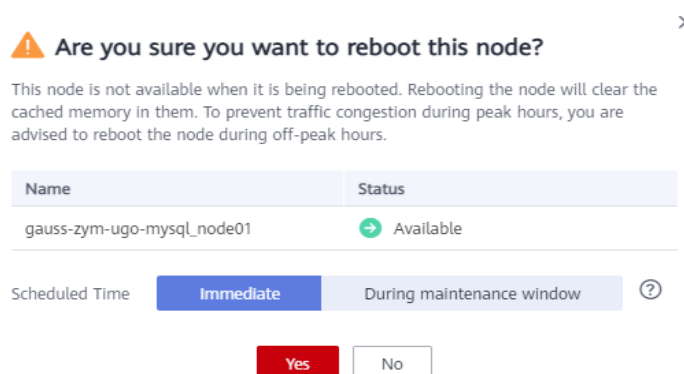 Are you sure you want to reboot this node?
This node is not available when it is being rebooted. Rebooting the node will clear the
cached memory in them. To prevent traffic congestion during peak hours, you are
advised to reboot the node during off-peak hours.
Name Status
gauss-zym-ugo-mysql_node01 Available
Scheduled Time Immediate During maintenance window ?
Yes No